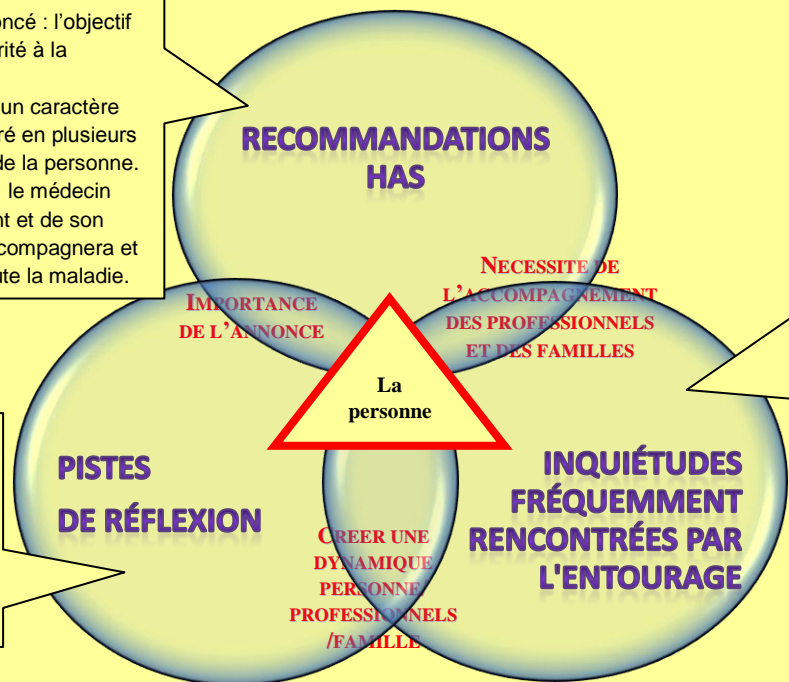 oncé : l’objectif
rité à la
un caractère
ré en plusieurs
de la personne.
le médecin
nt et de son
compagnera et
ute la maladie.
RECOMMANDATIONS
HAS
IMPORTANCE
DE L’ANNONCE
NECESSITE DE
L’ACCOMPAGNEMENT
DES PROFESSIONNELS
ET DES FAMILLES
La
personne
PISTES
DE RÉFLEXION
INQUIÉTUDES
FRÉQUEMMENT
RENCONTRÉES PAR
L'ENTOURAGE
CREER UNE
DYNAMIQUE
PERSONNE/
PROFESSIONNELS
/FAMILLE